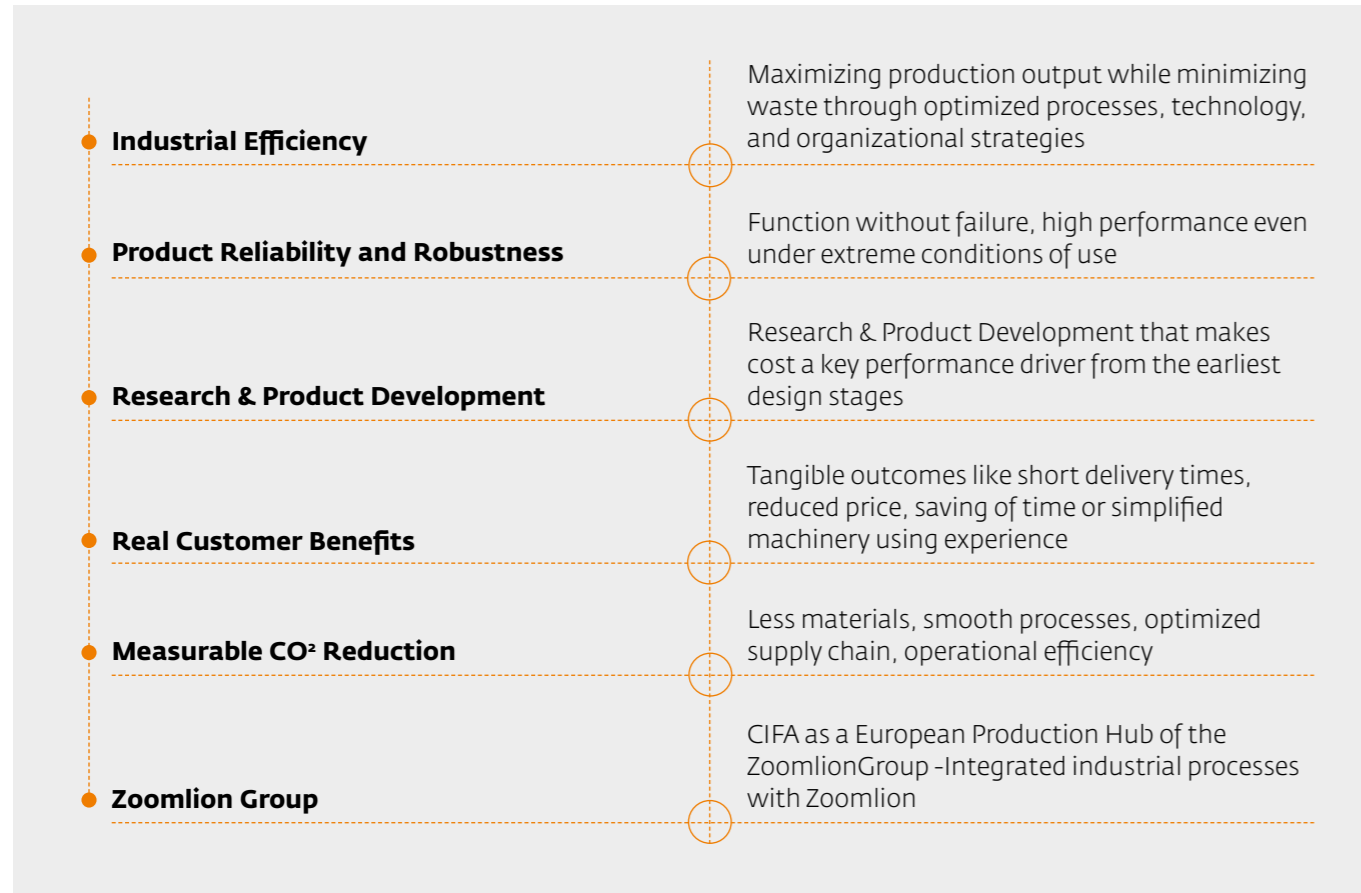 Industrial Efficiency
Maximizing production output while minimizing
waste through optimized processes, technology,
and organizational strategies
Product Reliability and Robustness
Function without failure, high performance even
under extreme conditions of use
Research & Product Development
Research & Product Development that makes
cost a key performance driver from the earliest
design stages
Real Customer Benefits
Tangible outcomes like short delivery times,
reduced price, saving of time or simplified
machinery using experience
Measurable CO² Reduction
Less materials, smooth processes, optimized
supply chain, operational efficiency
Zoomlion Group
CIFA as a European Production Hub of the
ZoomlionGroup -Integrated industrial processes
with Zoomlion